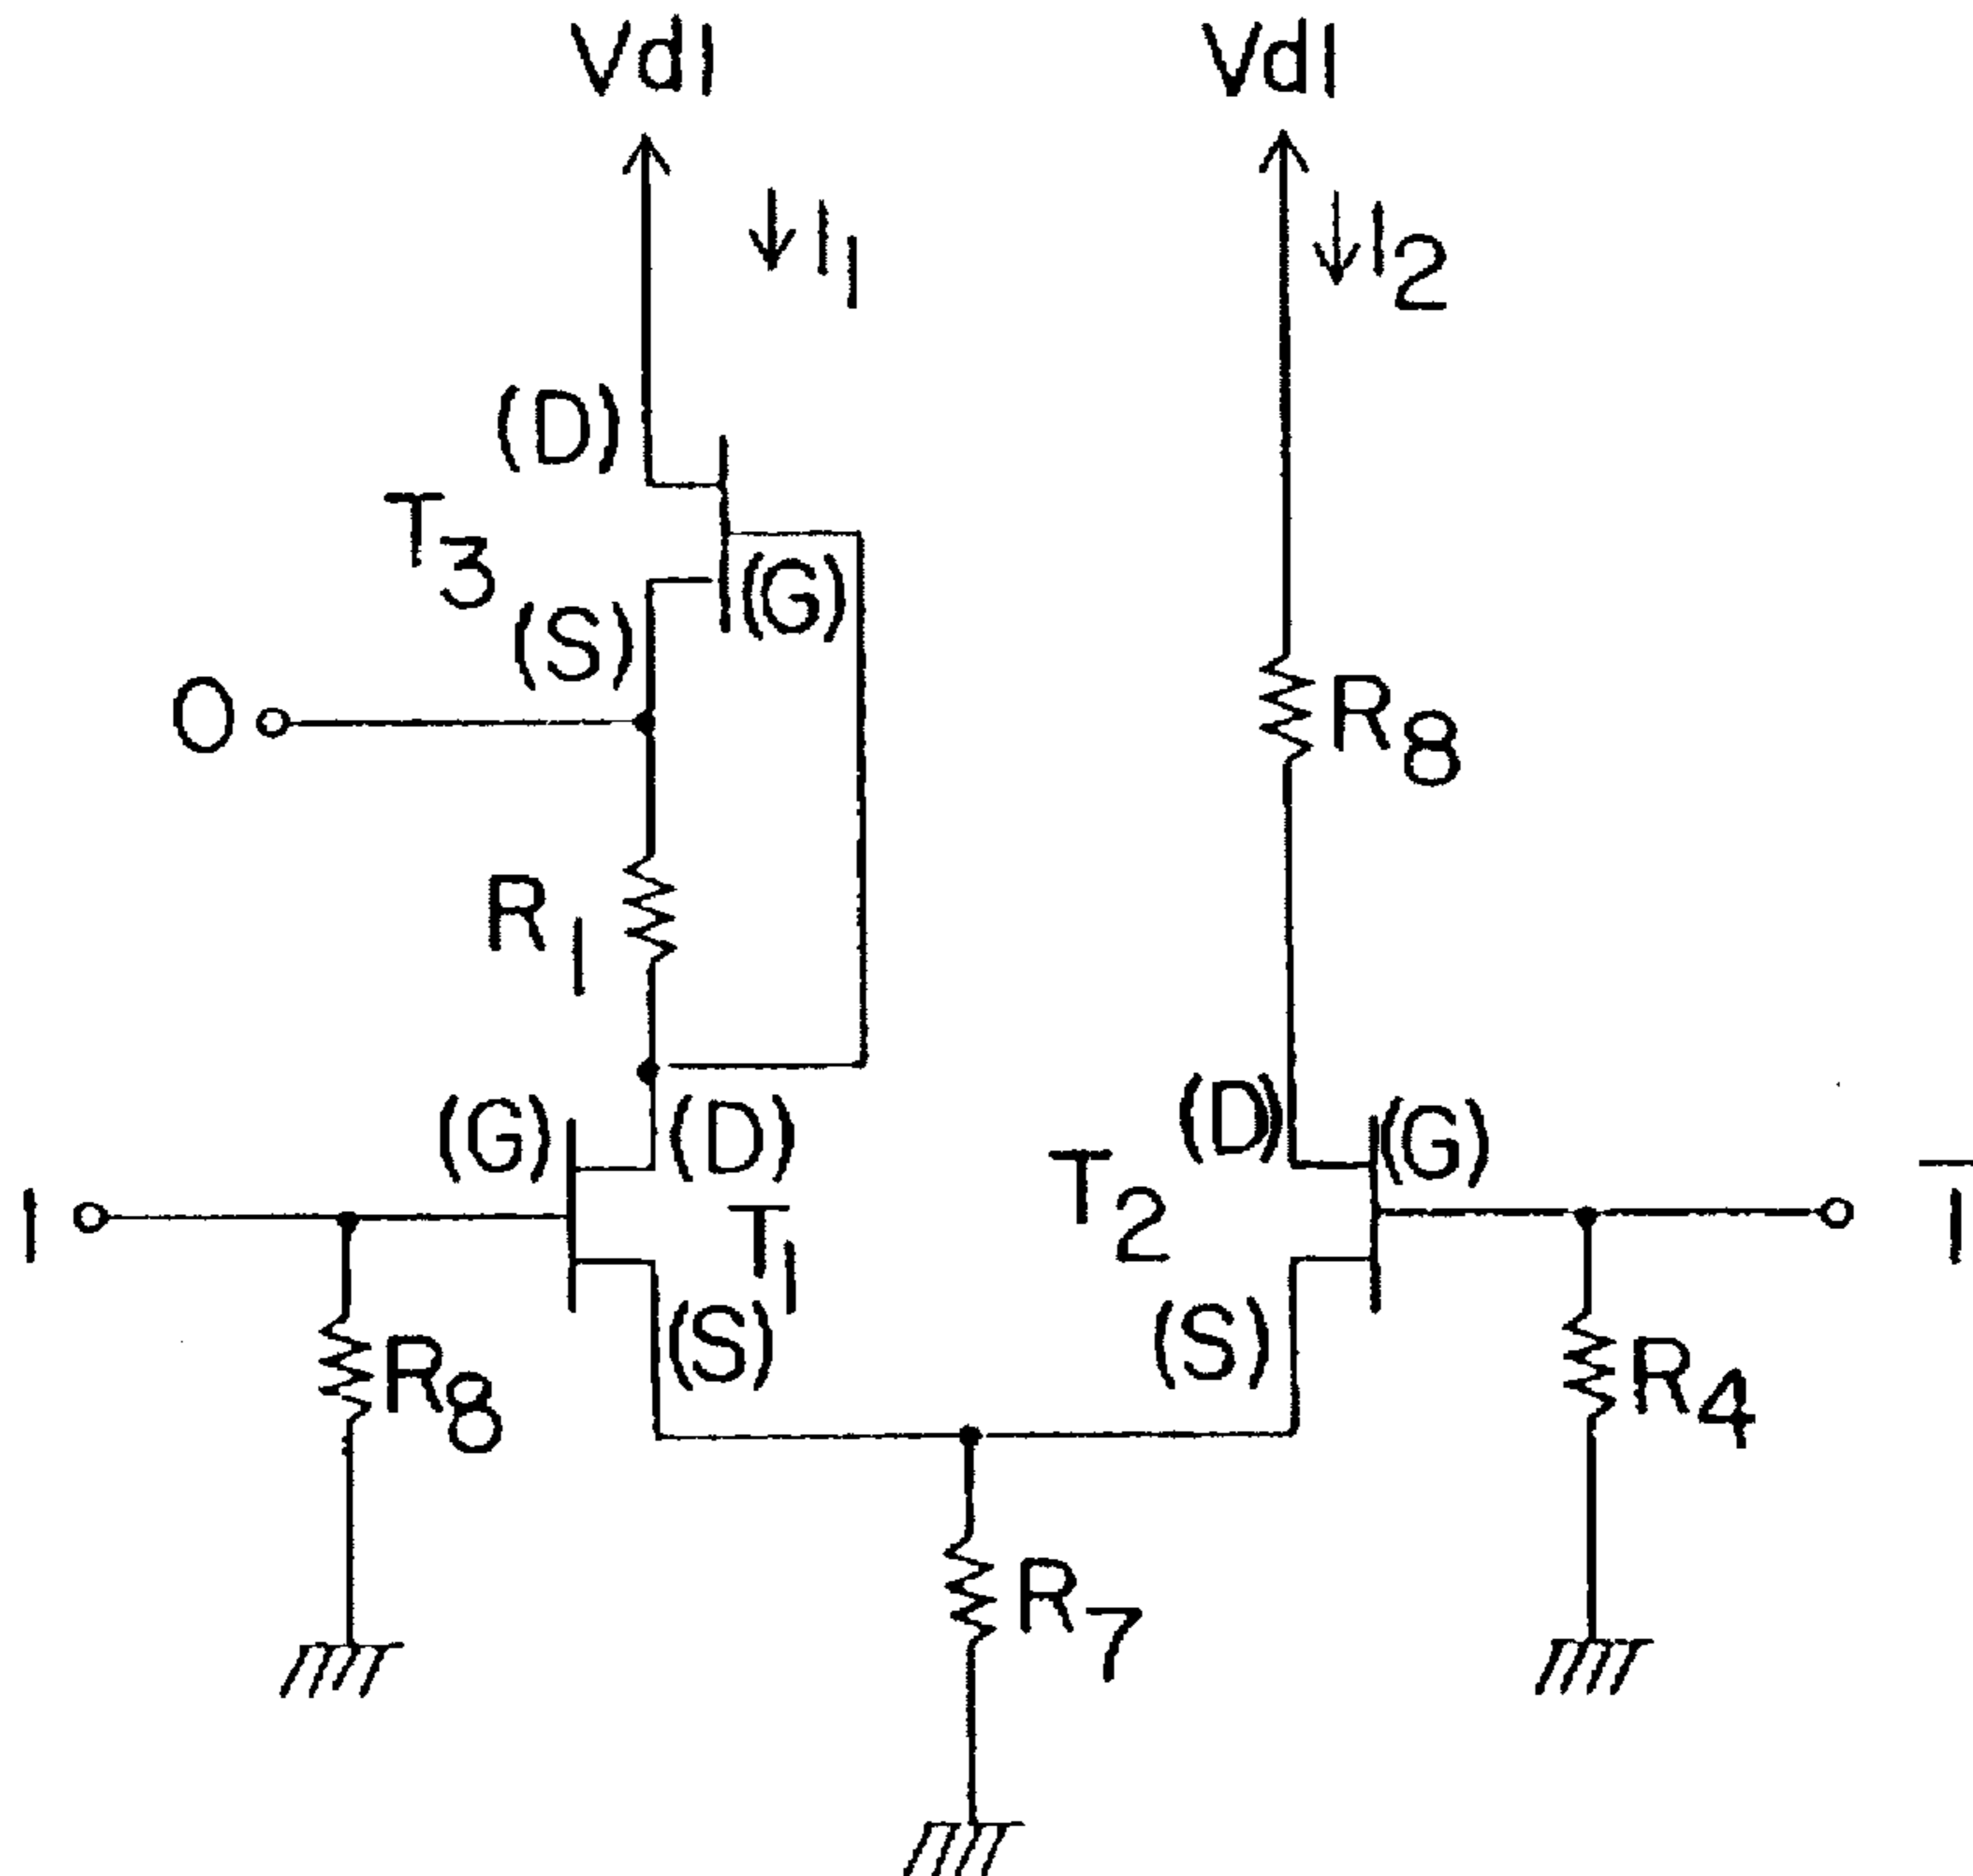 Vdl Vdl
I1 I2
(D)
T3
(G)
(S)
O
R8
R1
(G) (D) (D) (G)
T2
I T1 I̅
(S) (S)
R8 R4
R7